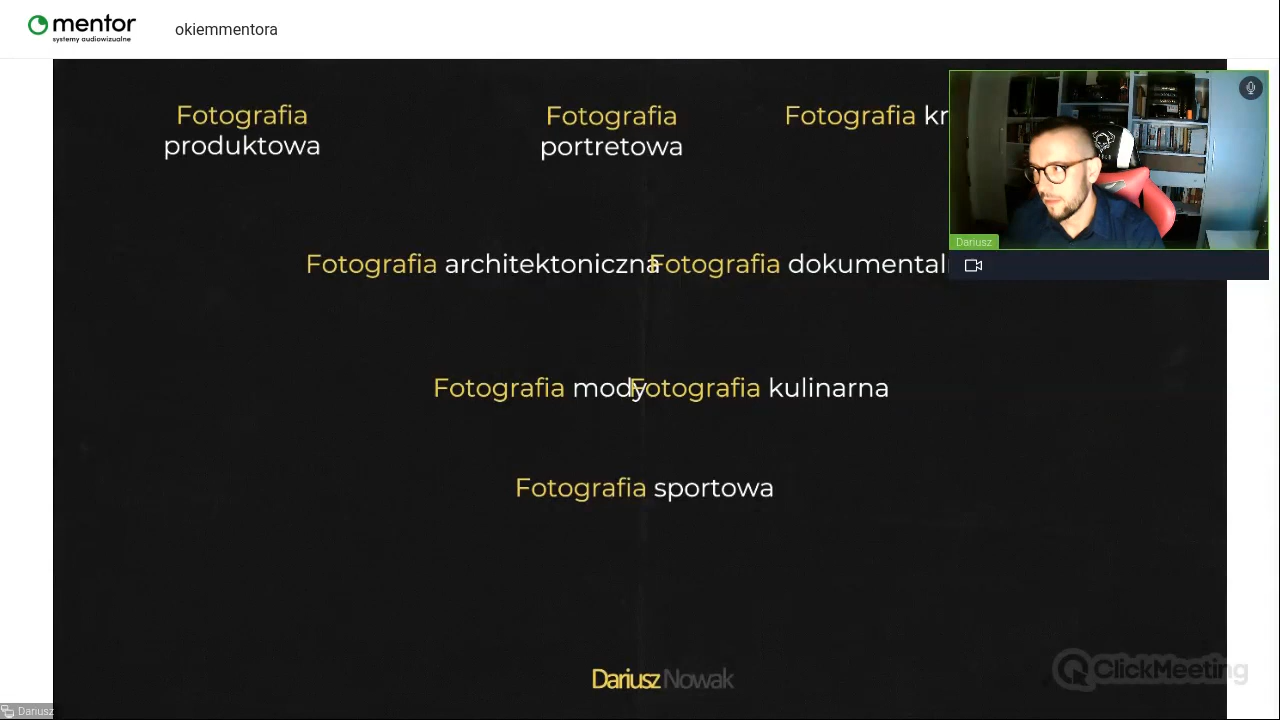 mentor
systemy audiowizualne
okiemmentora
Fotografia
produktowa
Fotografia
portretowa
Fotografia
Dariusz
Fotografia architektoniczna
Fotografia
Fotografia mody
Fotografia kulinarna
Fotografia sportowa
Dariusz Nowak
ClickMeeting
Dariusz